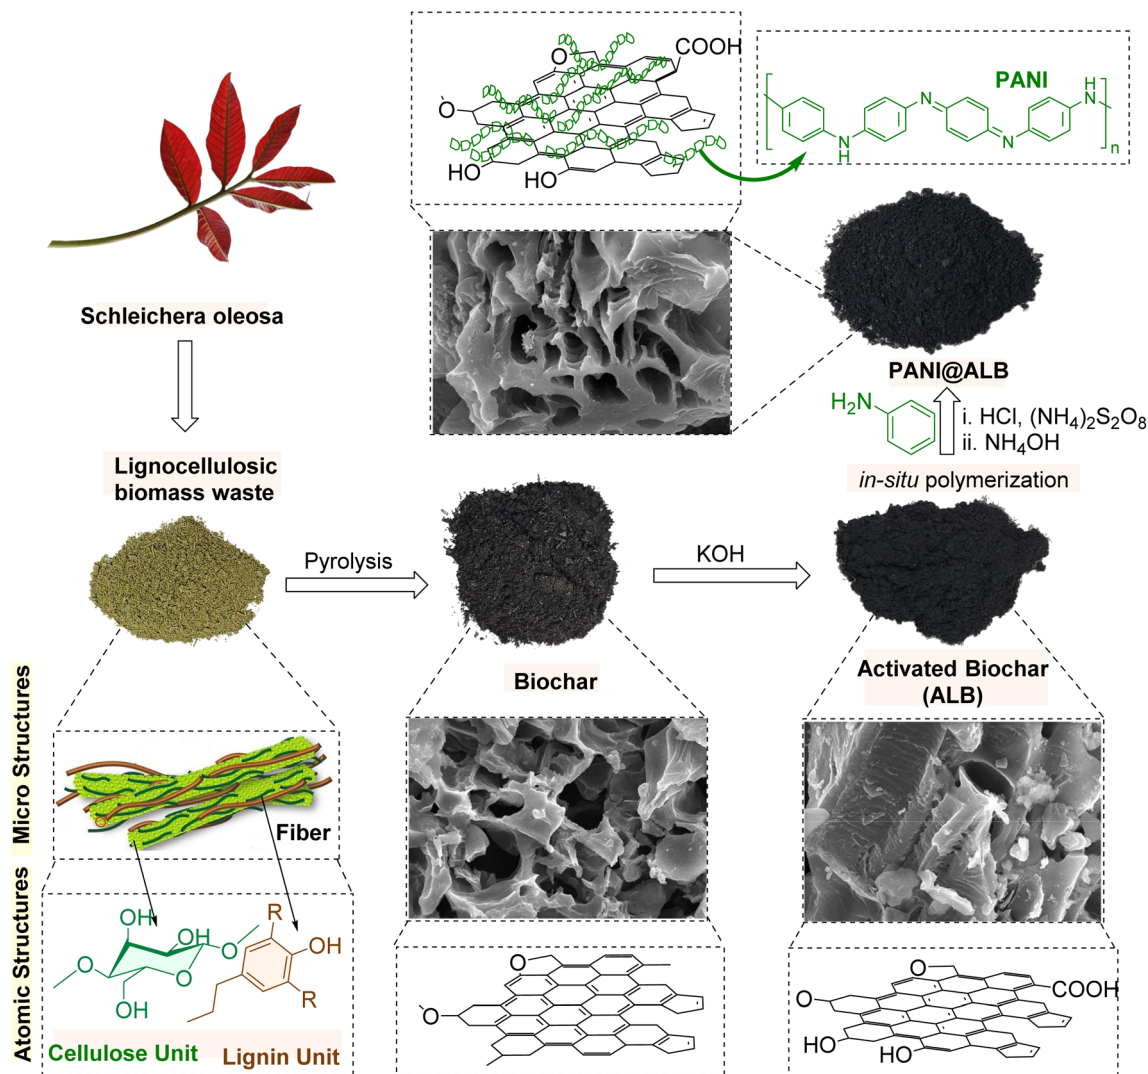 O
COOH
O
HO
HO
PANI
N
N
H
N
N
H
n
Schleichera oleosa
PANI@ALB
H2N
i. HCl, (NH4)2S2O8
ii. NH4OH
in-situ polymerization
Lignocellulosic
biomass waste
Pyrolysis
KOH
Biochar
Activated Biochar
(ALB)
Micro Structures
Fiber
Atomic Structures
OH
OH
O
O
O
OH
R
OH
R
Cellulose Unit
Lignin Unit
O
O
O
COOH
O
HO
HO